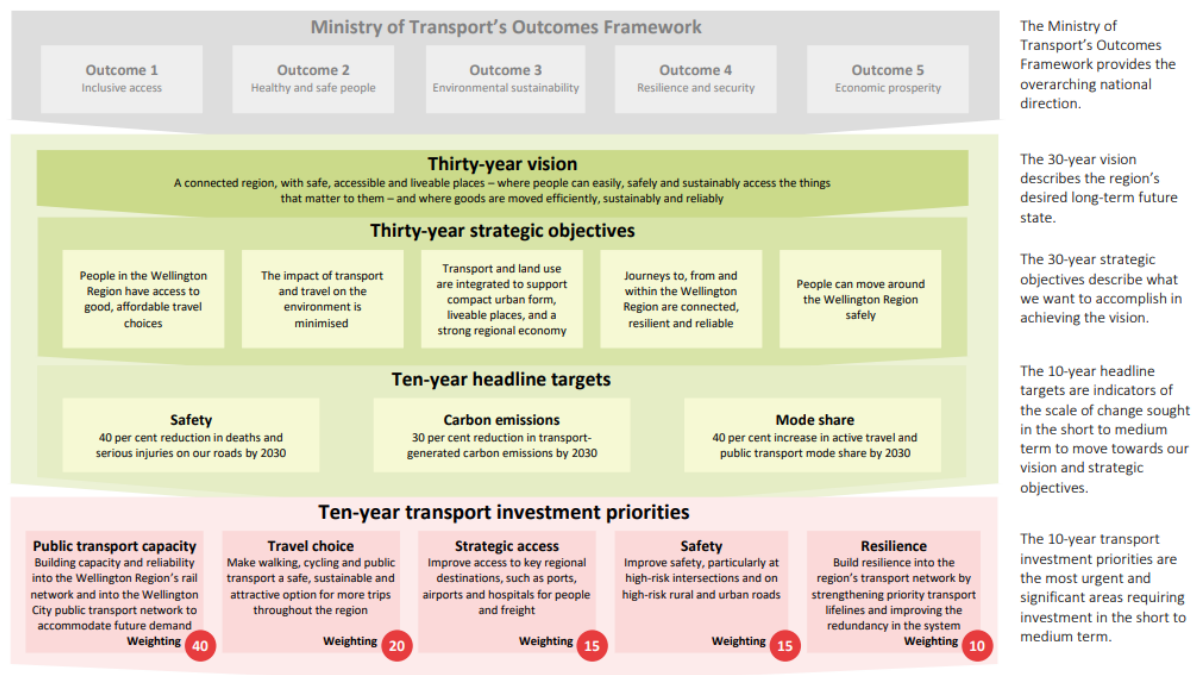 Ministry of Transport's Outcomes Framework
Outcome 1
Inclusive access
Outcome 2
Healthy and safe people
Outcome 3
Environmental sustainability
Outcome 4
Resilience and security
Outcome 5
Economic prosperity
The Ministry of
Transport's Outcomes
Framework provides the
overarching national
direction.
Thirty-year vision
A connected region, with safe, accessible and liveable places – where people can easily, safely and sustainably access the things
that matter to them – and where goods are moved efficiently, sustainably and reliably
The 30-year vision
describes the region's
desired long-term future
state.
Thirty-year strategic objectives
People in the Wellington
Region have access to
good, affordable travel
choices
The impact of transport
and travel on the
environment is
minimised
Transport and land use
are integrated to support
compact urban form,
liveable places, and a
strong regional economy
Journeys to, from and
within the Wellington
Region are connected,
resilient and reliable
People can move around
the Wellington Region
safely
The 30-year strategic
objectives describe what
we want to accomplish in
achieving the vision.
Ten-year headline targets
Safety
40 per cent reduction in deaths and
serious injuries on our roads by 2030
Carbon emissions
30 per cent reduction in transport-
generated carbon emissions by 2030
Mode share
40 per cent increase in active travel and
public transport mode share by 2030
The 10-year headline
targets are indicators of
the scale of change sought
in the short to medium
term to move towards our
vision and strategic
objectives.
Ten-year transport investment priorities
Public transport capacity
Building capacity and reliability
into the Wellington Region's rail
network and into the Wellington
City public transport network to
accommodate future demand
Weighting 40
Travel choice
Make walking, cycling and public
transport a safe, sustainable and
attractive option for more trips
throughout the region
Weighting 20
Strategic access
Improve access to key regional
destinations, such as ports,
airports and hospitals for people
and freight
Weighting 15
Safety
Improve safety, particularly at
high-risk intersections and on
high-risk rural and urban roads
Weighting 15
Resilience
Build resilience into the
region's transport network by
strengthening priority transport
lifelines and improving the
redundancy in the system
Weighting 10
The 10-year transport
investment priorities are
the most urgent and
significant areas requiring
investment in the short to
medium term.